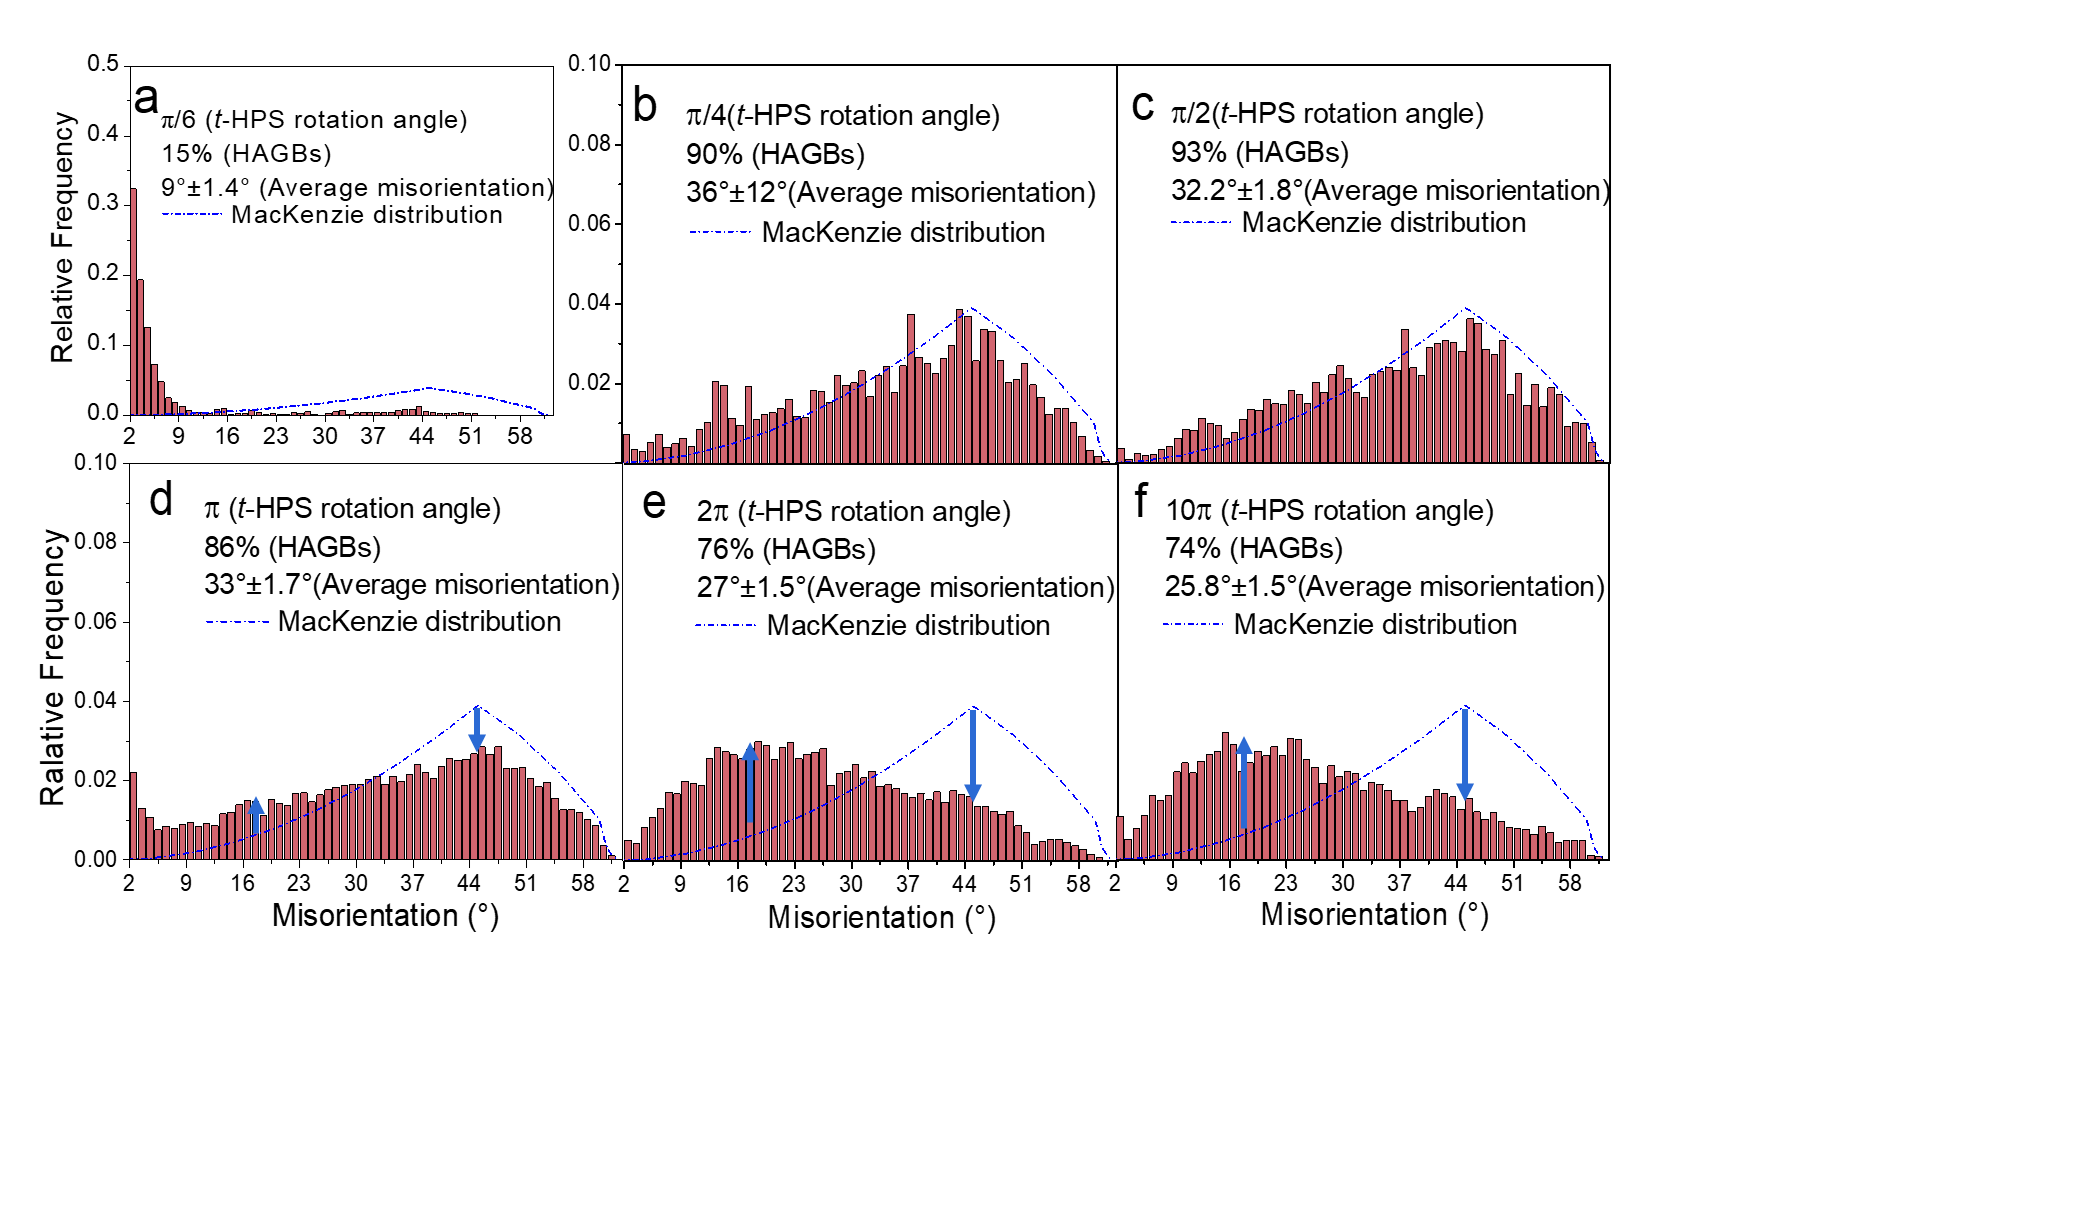 a
π/6 (t-HPS rotation angle)
15% (HAGBs)
9°±1.4° (Average misorientation)
MacKenzie distribution
0.5
0.4
0.3
0.2
0.1
0.0
Relative Frequency
2 9 16 23 30 37 44 51 58
b
π/4(t-HPS rotation angle)
90% (HAGBs)
36°±12°(Average misorientation)
MacKenzie distribution
0.10
0.08
0.06
0.04
0.02
c
π/2(t-HPS rotation angle)
93% (HAGBs)
32.2°±1.8°(Average misorientation)
MacKenzie distribution
d
π (t-HPS rotation angle)
86% (HAGBs)
33°±1.7°(Average misorientation)
MacKenzie distribution
0.10
0.08
0.06
0.04
0.02
0.00
Ralative Frequency
2 9 16 23 30 37 44 51 58
Misorientation (°)
e
2π (t-HPS rotation angle)
76% (HAGBs)
27°±1.5°(Average misorientation)
MacKenzie distribution
2 9 16 23 30 37 44 51 58
Misorientation (°)
f
10π (t-HPS rotation angle)
74% (HAGBs)
25.8°±1.5°(Average misorientation)
MacKenzie distribution
2 9 16 23 30 37 44 51 58
Misorientation (°)